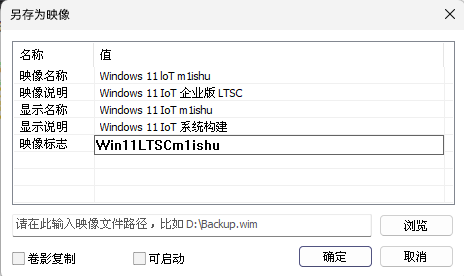 另存为映像
名称 值
映像名称 Windows 11 IoT m1ishu
映像说明 Windows 11 IoT 企业版 LTSC
显示名称 Windows 11 IoT m1ishu
显示说明 Windows 11 IoT 系统构建
映像标志 Win11LTSCm1ishu
请在此输入映像文件路径，比如 D:\Backup.wim 浏览
卷影复制 可启动 确定 取消